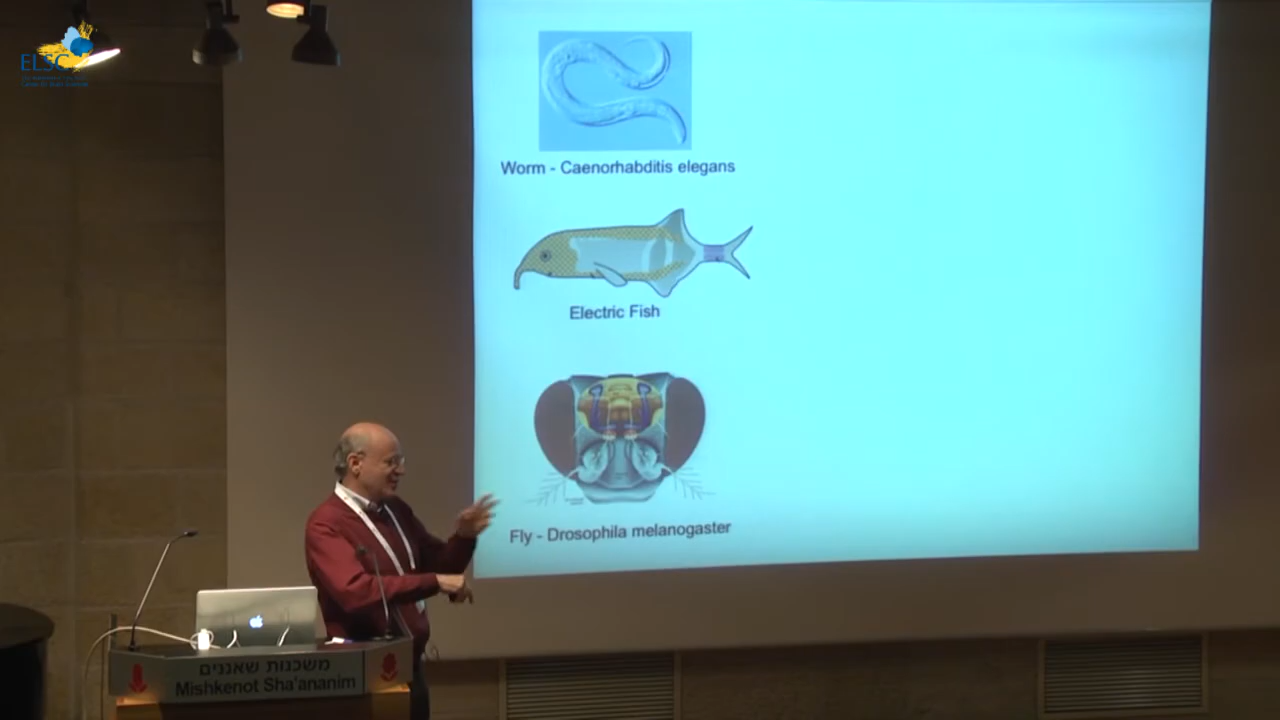 ELSC
Worm - Caenorhabditis elegans
Electric Fish
Fly - Drosophila melanogaster
משכנות שאננים
Mishkenot Sha'ananim